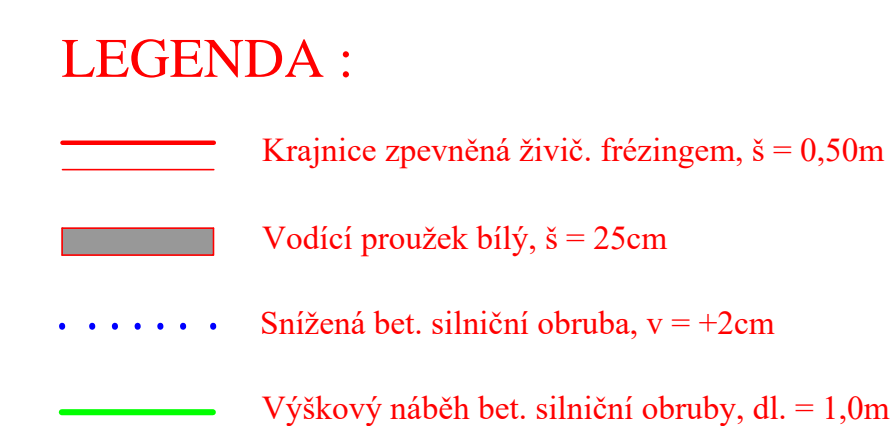 LEGENDA :
Krajnice zpevněná živič. frézingem, š = 0,50m
Vodící proužek bílý, š = 25cm
Snížená bet. silniční obruba, v = +2cm
Výškový náběh bet. silniční obruby, dl. = 1,0m